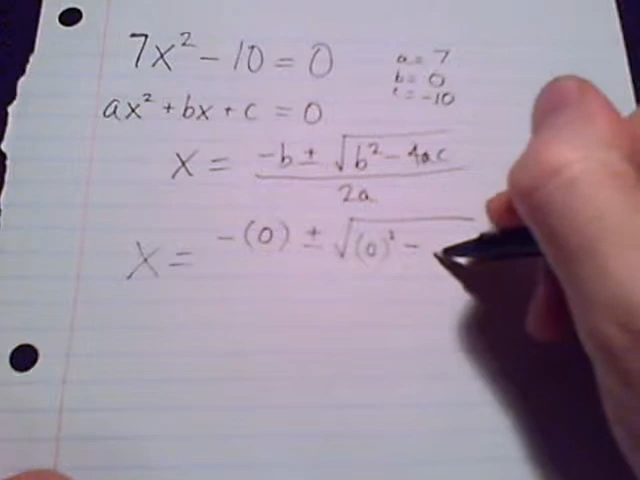 7x² - 10 = 0
a = 7
b = 0
c = -10
ax² + bx + c = 0
x = (-b ± √(b² - 4ac)) / 2a
x = -(0) ± √((0)² -